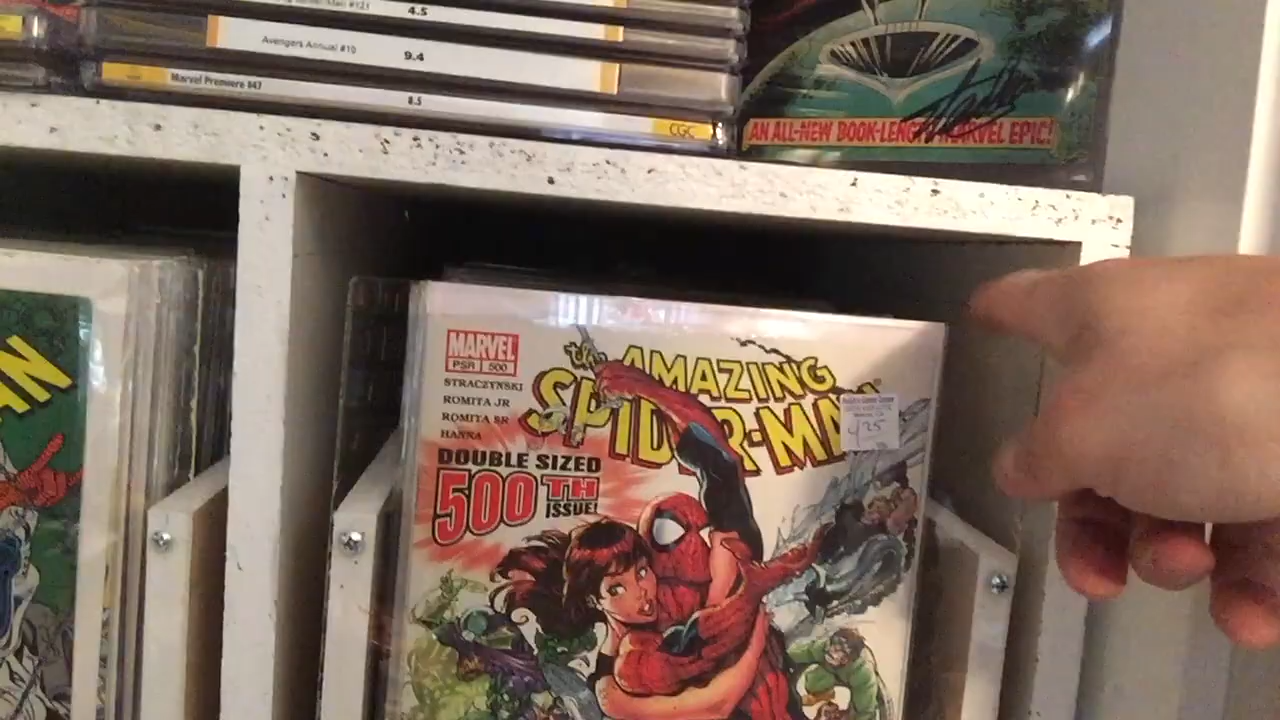 4.5
Avengers Annual #10
9.4
Marvel Premiere #47
8.5
CGC
AN ALL-NEW BOOK-LENGTH MARVEL EPIC!
MARVEL
PSR 500
STRACZYNSKI
ROMITA JR
ROMITA SR
HANNA
the AMAZING
SPIDER-MAN
DOUBLE SIZED
500TH
ISSUE!
4.25
AN